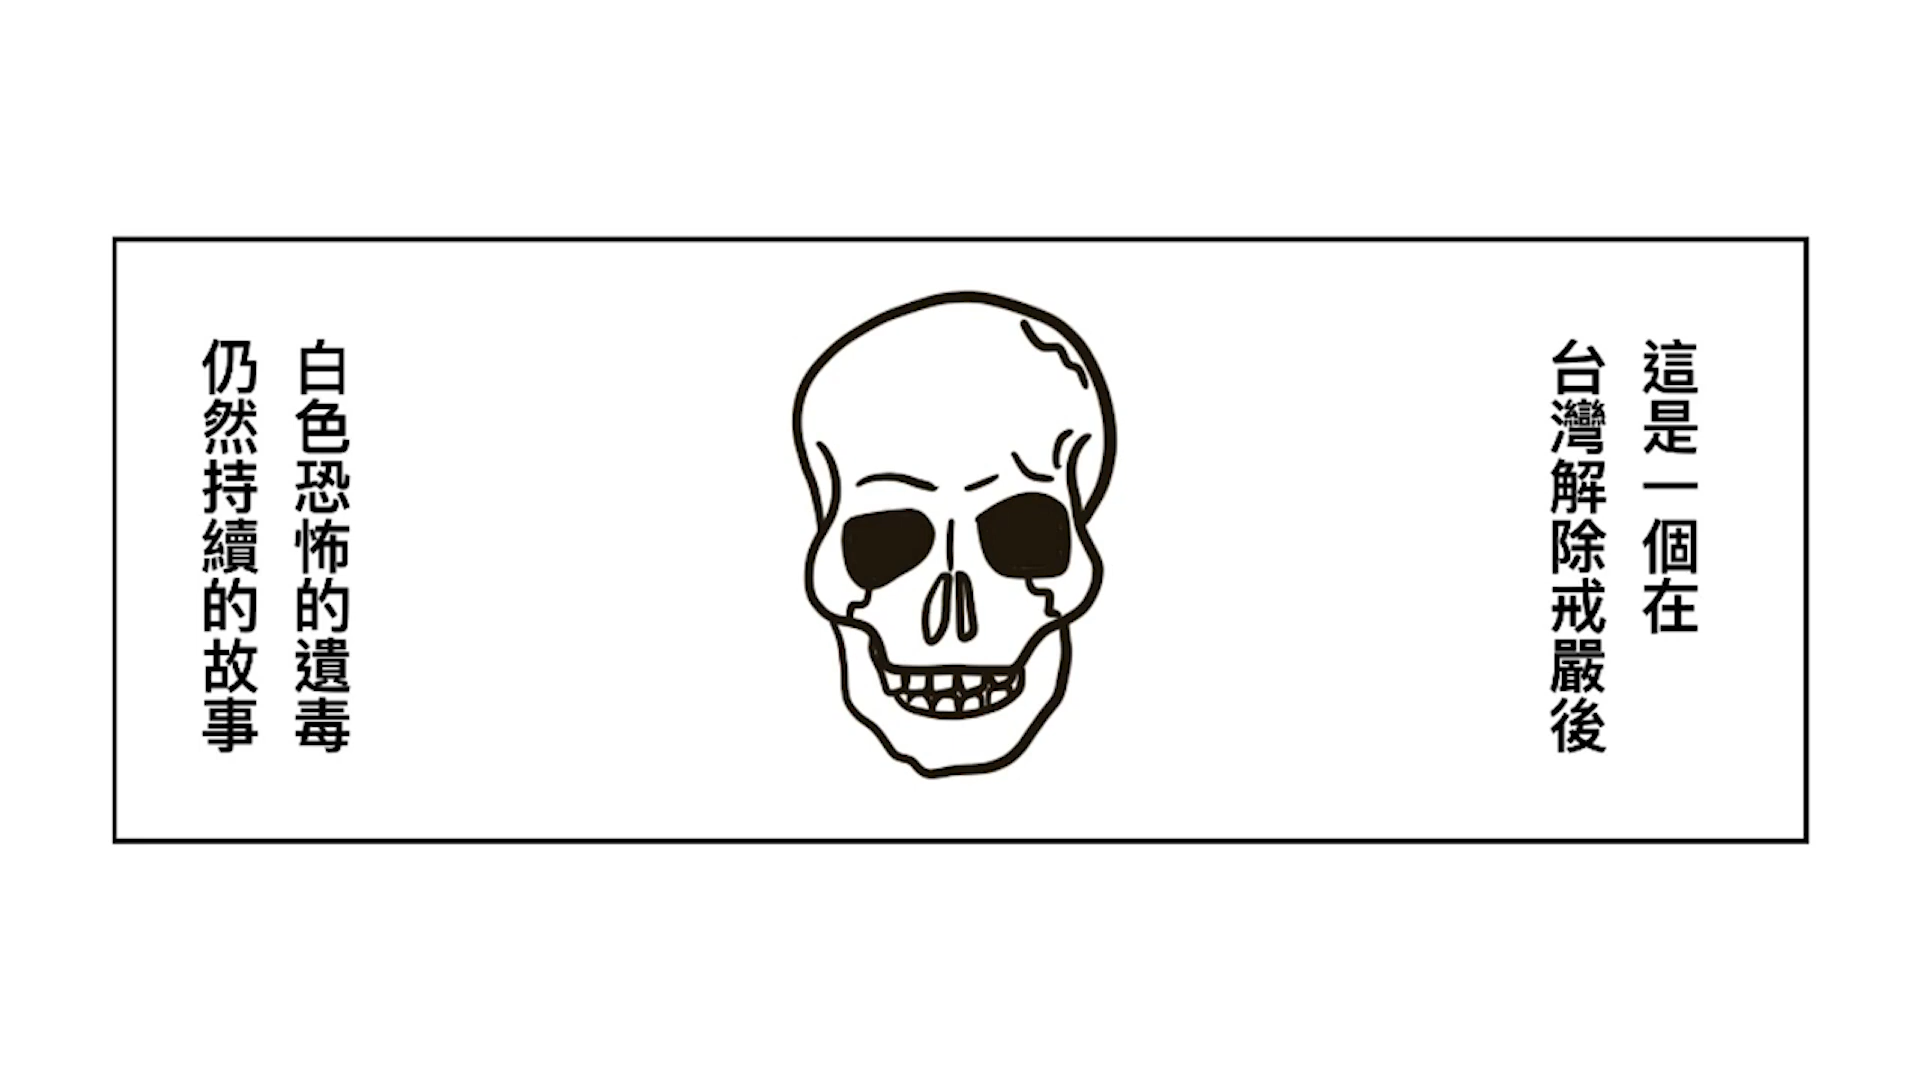 這是一個在
台灣解除戒嚴後
白色恐怖的遺毒
仍然持續的故事